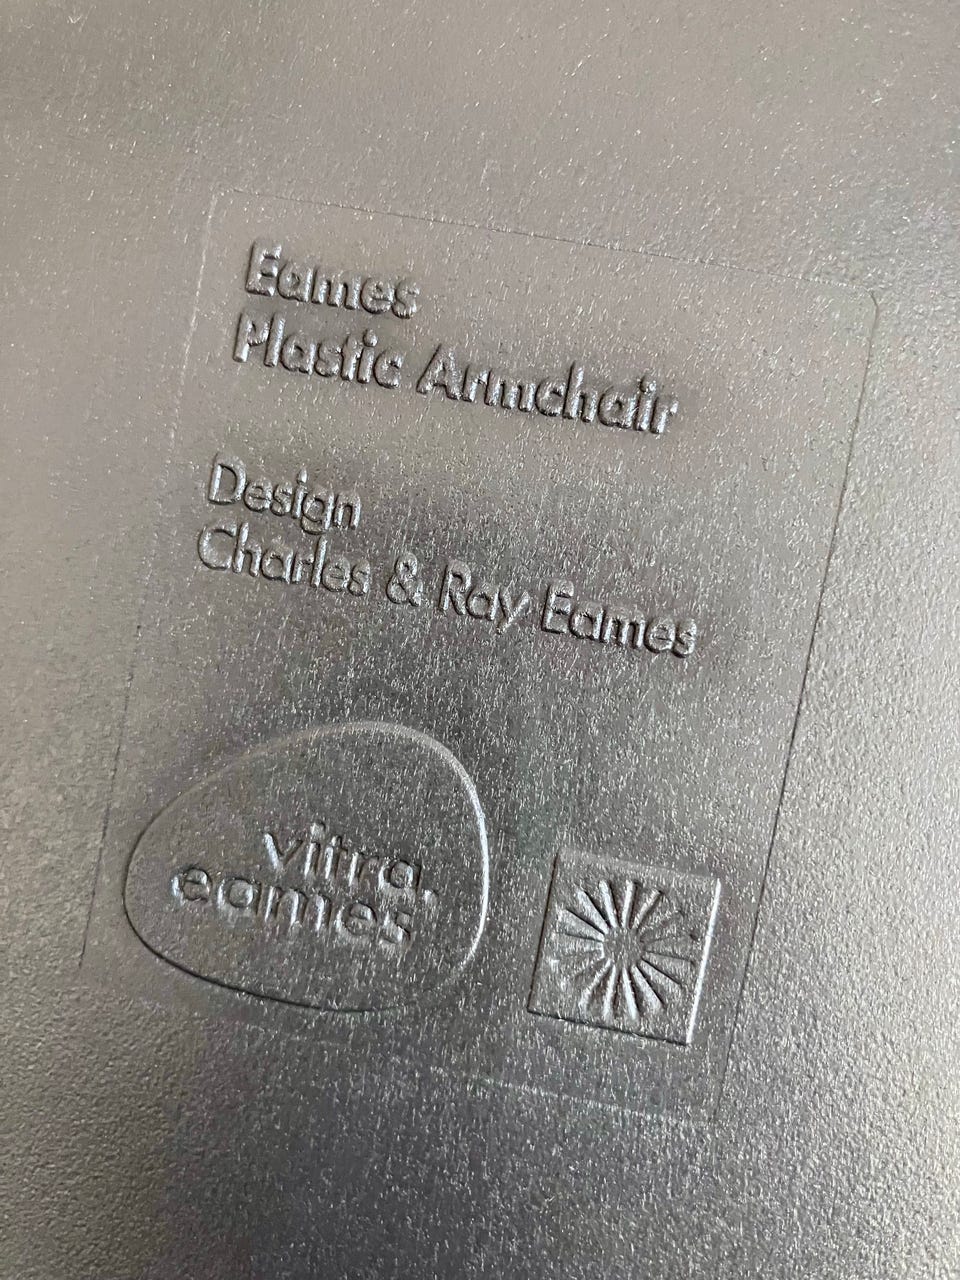 Eames
Plastic Armchair
Design
Charles & Ray Eames
vitra.
eames